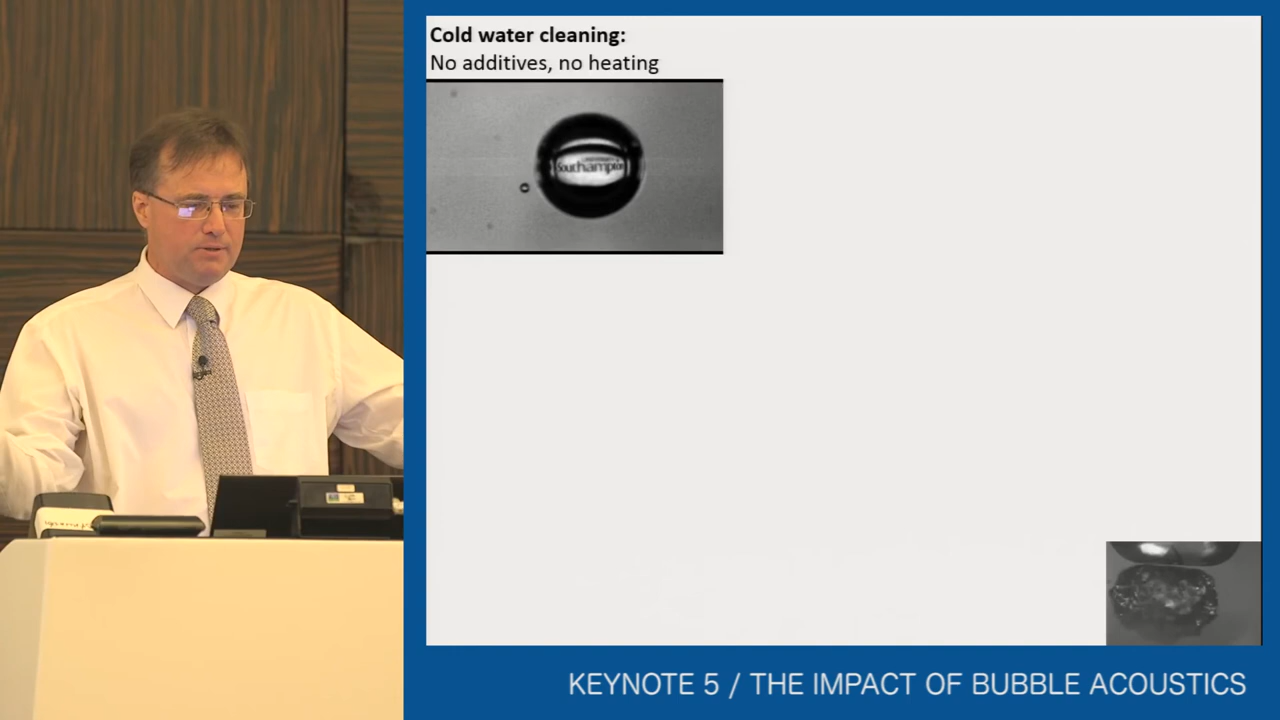 Cold water cleaning:
No additives, no heating
Southampton
KEYNOTE 5 / THE IMPACT OF BUBBLE ACOUSTICS